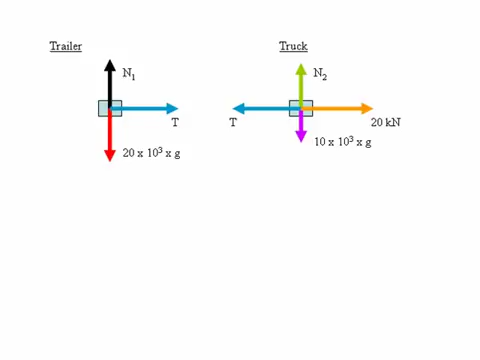 Trailer
N₁
T
20 x 10³ x g
Truck
N₂
T
20 kN
10 x 10³ x g